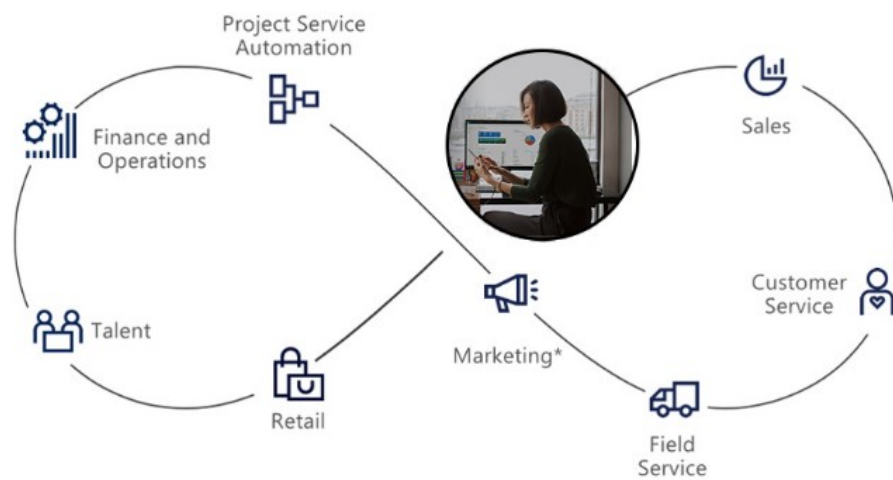 Project Service
Automation
Sales
Finance and
Operations
Customer
Service
Talent
Marketing*
Retail
Field
Service